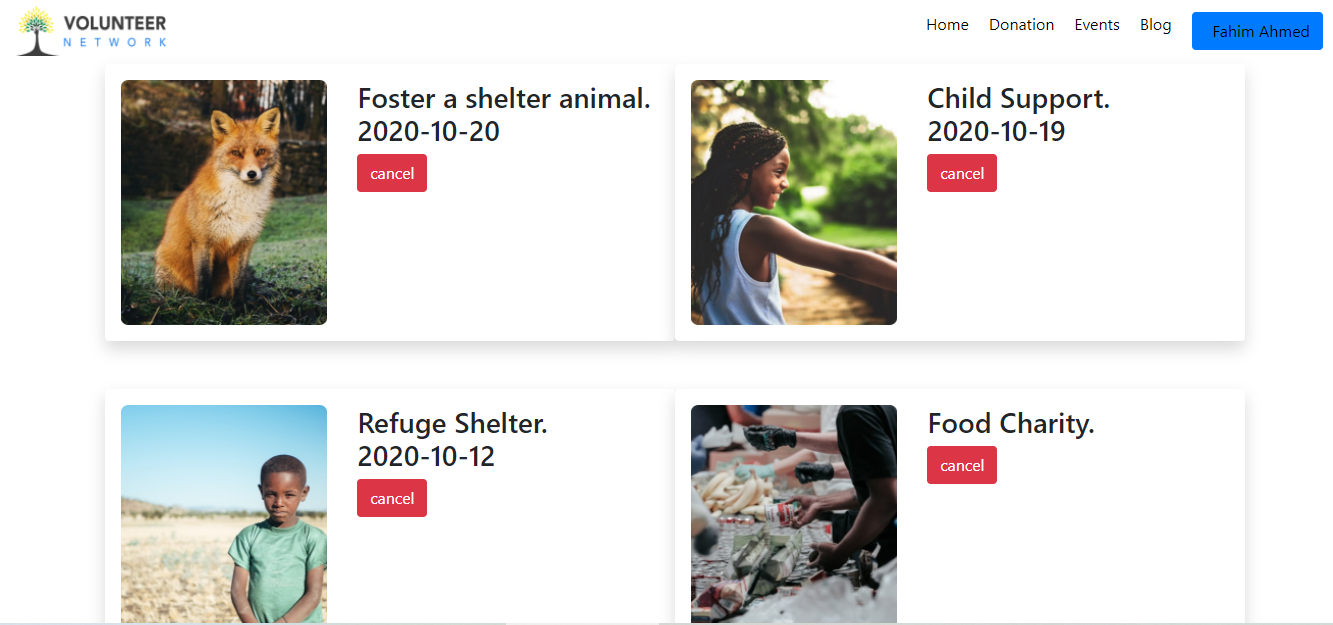 VOLUNTEER
NETWORK
Home Donation Events Blog Fahim Ahmed
Foster a shelter animal.
2020-10-20
cancel
Child Support.
2020-10-19
cancel
Refuge Shelter.
2020-10-12
cancel
Food Charity.
cancel